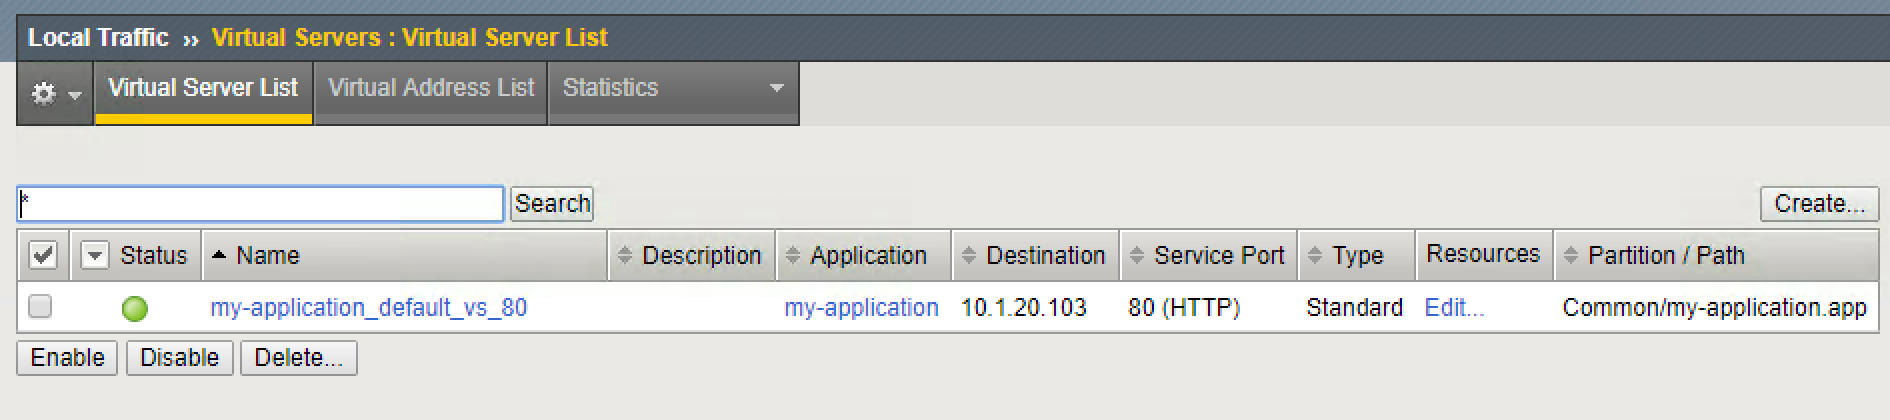 Local Traffic ›› Virtual Servers : Virtual Server List
Virtual Server List Virtual Address List Statistics
* Search Create...
Status Name Description Application Destination Service Port Type Resources Partition / Path
my-application_default_vs_80 my-application 10.1.20.103 80 (HTTP) Standard Edit... Common/my-application.app
Enable Disable Delete...